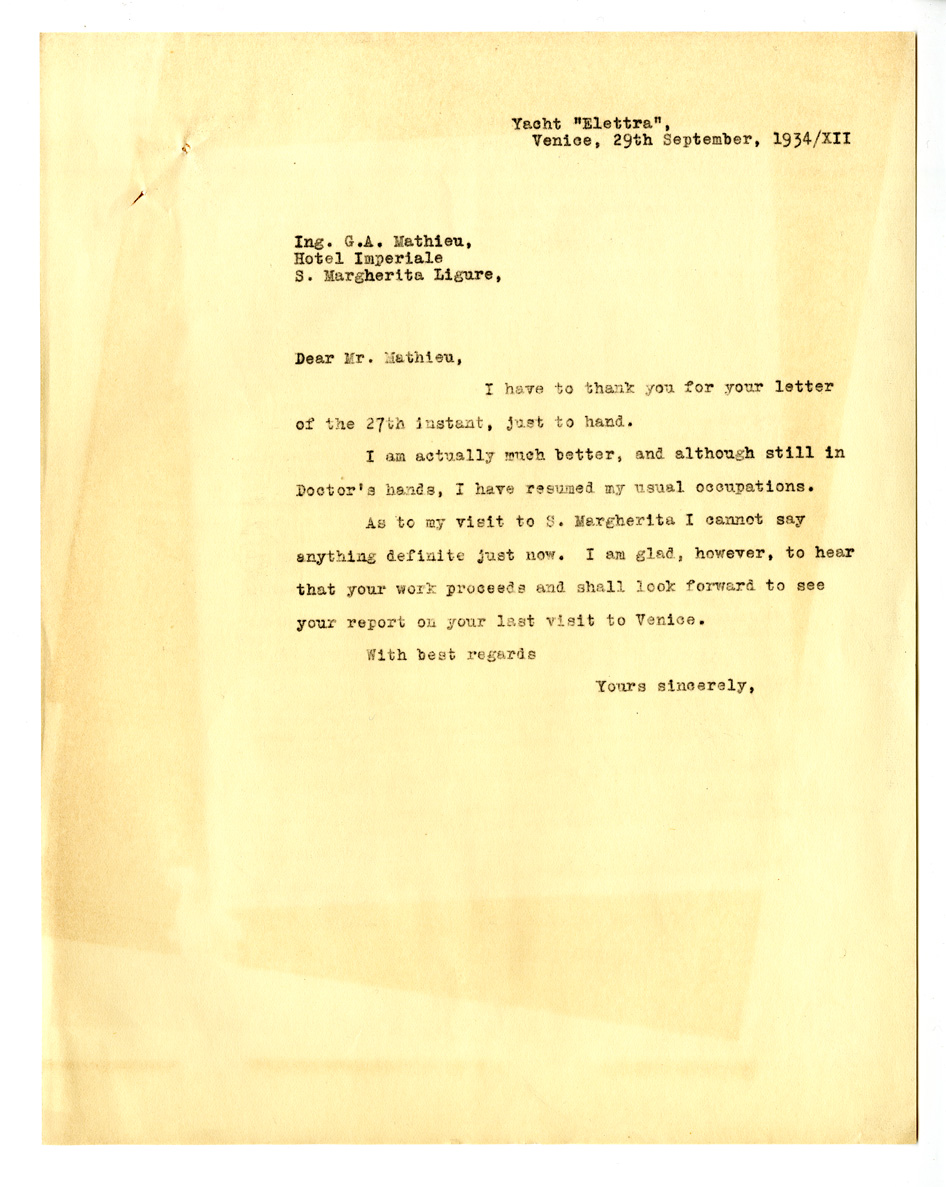 Yacht "Elettra",
Venice, 29th September, 1934/XII
Ing. G.A. Mathieu,
Hotel Imperiale
S. Margherita Ligure,
Dear Mr. Mathieu,
I have to thank you for your letter
of the 27th instant, just to hand.
I am actually much better, and although still in
Doctor's hands, I have resumed my usual occupations.
As to my visit to S. Margherita I cannot say
anything definite just now. I am glad, however, to hear
that your work proceeds and shall look forward to see
your report on your last visit to Venice.
With best regards
Yours sincerely,